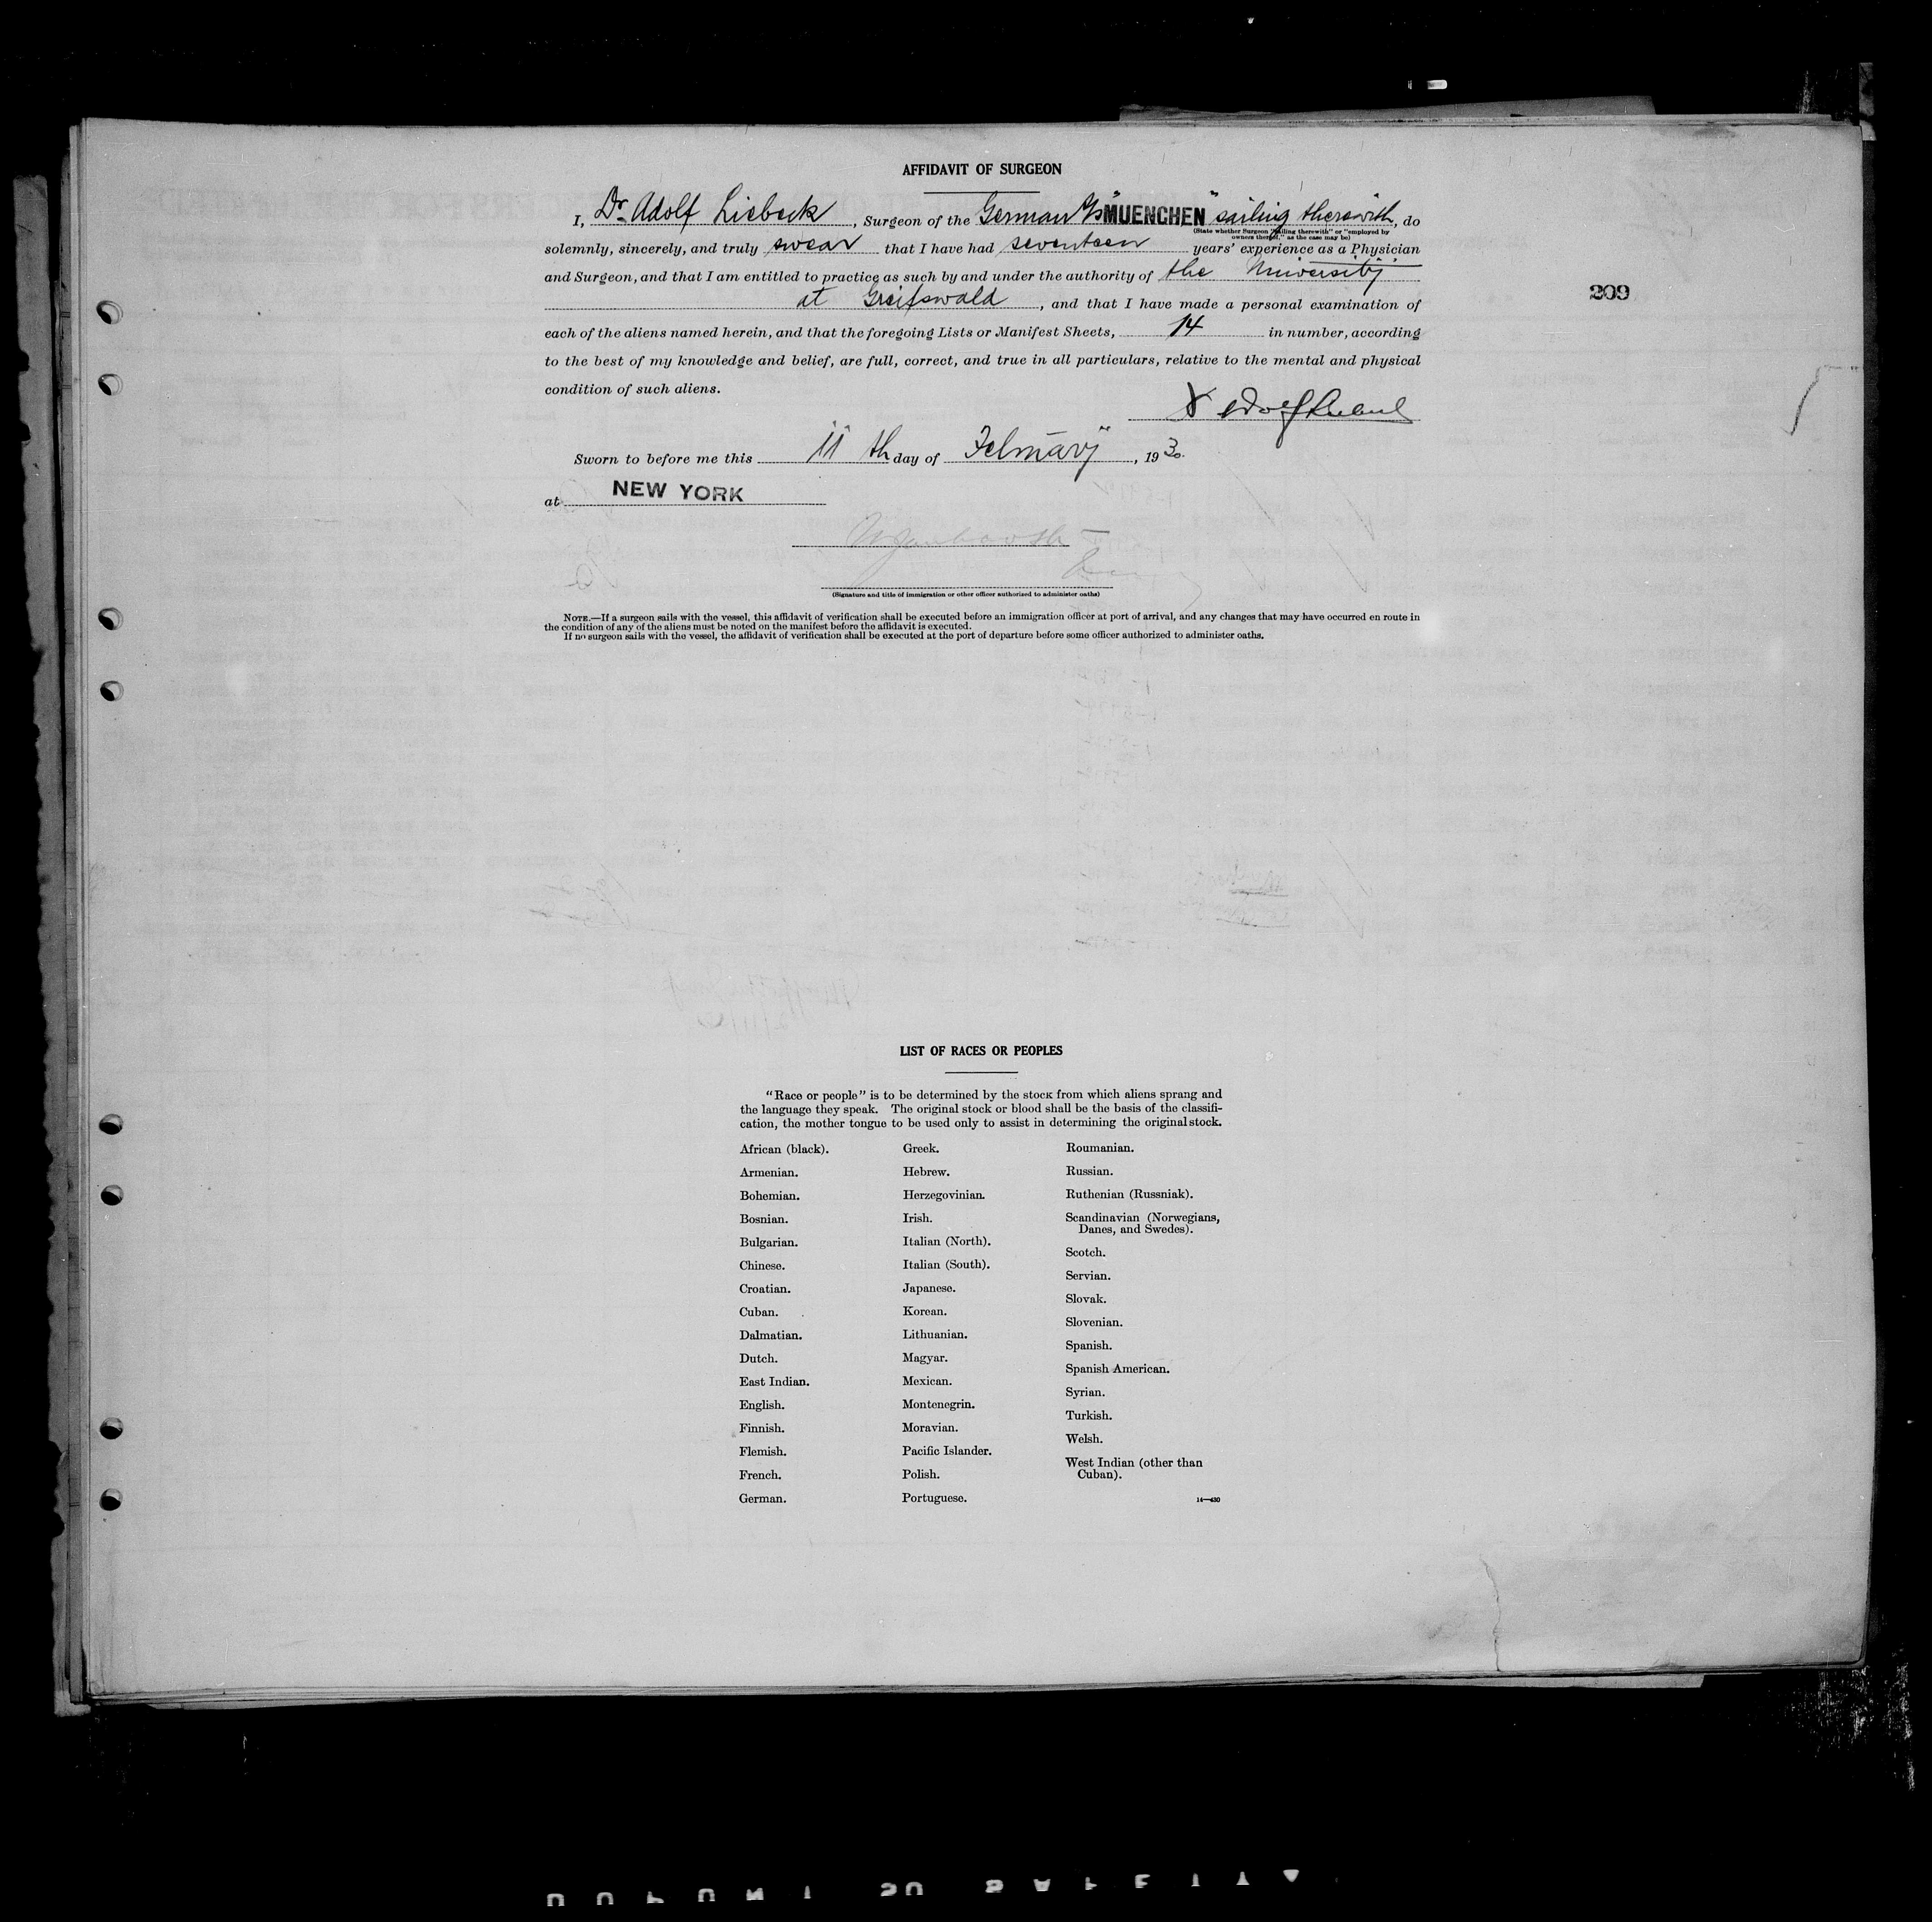 AFFIDAVIT OF SURGEON
I, Dr. Adolf Liebeck, Surgeon of the German S/S "MUENCHEN" sailing therewith, do
(State whether Surgeon "sailing therewith" or "employed by
owners thereof," as the case may be)
solemnly, sincerely, and truly swear that I have had seventeen years' experience as a Physician
and Surgeon, and that I am entitled to practice as such by and under the authority of the University
209
at Greifswald, and that I have made a personal examination of
each of the aliens named herein, and that the foregoing Lists or Manifest Sheets, 14 in number, according
to the best of my knowledge and belief, are full, correct, and true in all particulars, relative to the mental and physical
condition of such aliens.
X Adolf Liebeck
Sworn to before me this 11 th day of February, 1930.
at NEW YORK
(Signature and title of immigration or other officer authorized to administer oaths)
NOTE.—If a surgeon sails with the vessel, this affidavit of verification shall be executed before an immigration officer at port of arrival, and any changes that may have occurred en route in
the condition of any of the aliens must be noted on the manifest before the affidavit is executed.
If no surgeon sails with the vessel, the affidavit of verification shall be executed at the port of departure before some officer authorized to administer oaths.
LIST OF RACES OR PEOPLES
"Race or people" is to be determined by the stock from which aliens sprang and
the language they speak. The original stock or blood shall be the basis of the classifi-
cation, the mother tongue to be used only to assist in determining the original stock.
African (black).
Armenian.
Bohemian.
Bosnian.
Bulgarian.
Chinese.
Croatian.
Cuban.
Dalmatian.
Dutch.
East Indian.
English.
Finnish.
Flemish.
French.
German.
Greek.
Hebrew.
Herzegovinian.
Irish.
Italian (North).
Italian (South).
Japanese.
Korean.
Lithuanian.
Magyar.
Mexican.
Montenegrin.
Moravian.
Pacific Islander.
Polish.
Portuguese.
Roumanian.
Russian.
Ruthenian (Russniak).
Scandinavian (Norwegians,
Danes, and Swedes).
Scotch.
Servian.
Slovak.
Slovenian.
Spanish.
Spanish American.
Syrian.
Turkish.
Welsh.
West Indian (other than
Cuban).
14—430